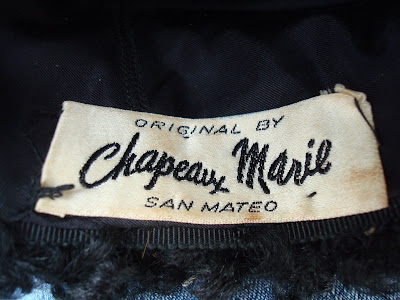 ORIGINAL BY
Chapeaux Maril
SAN MATEO